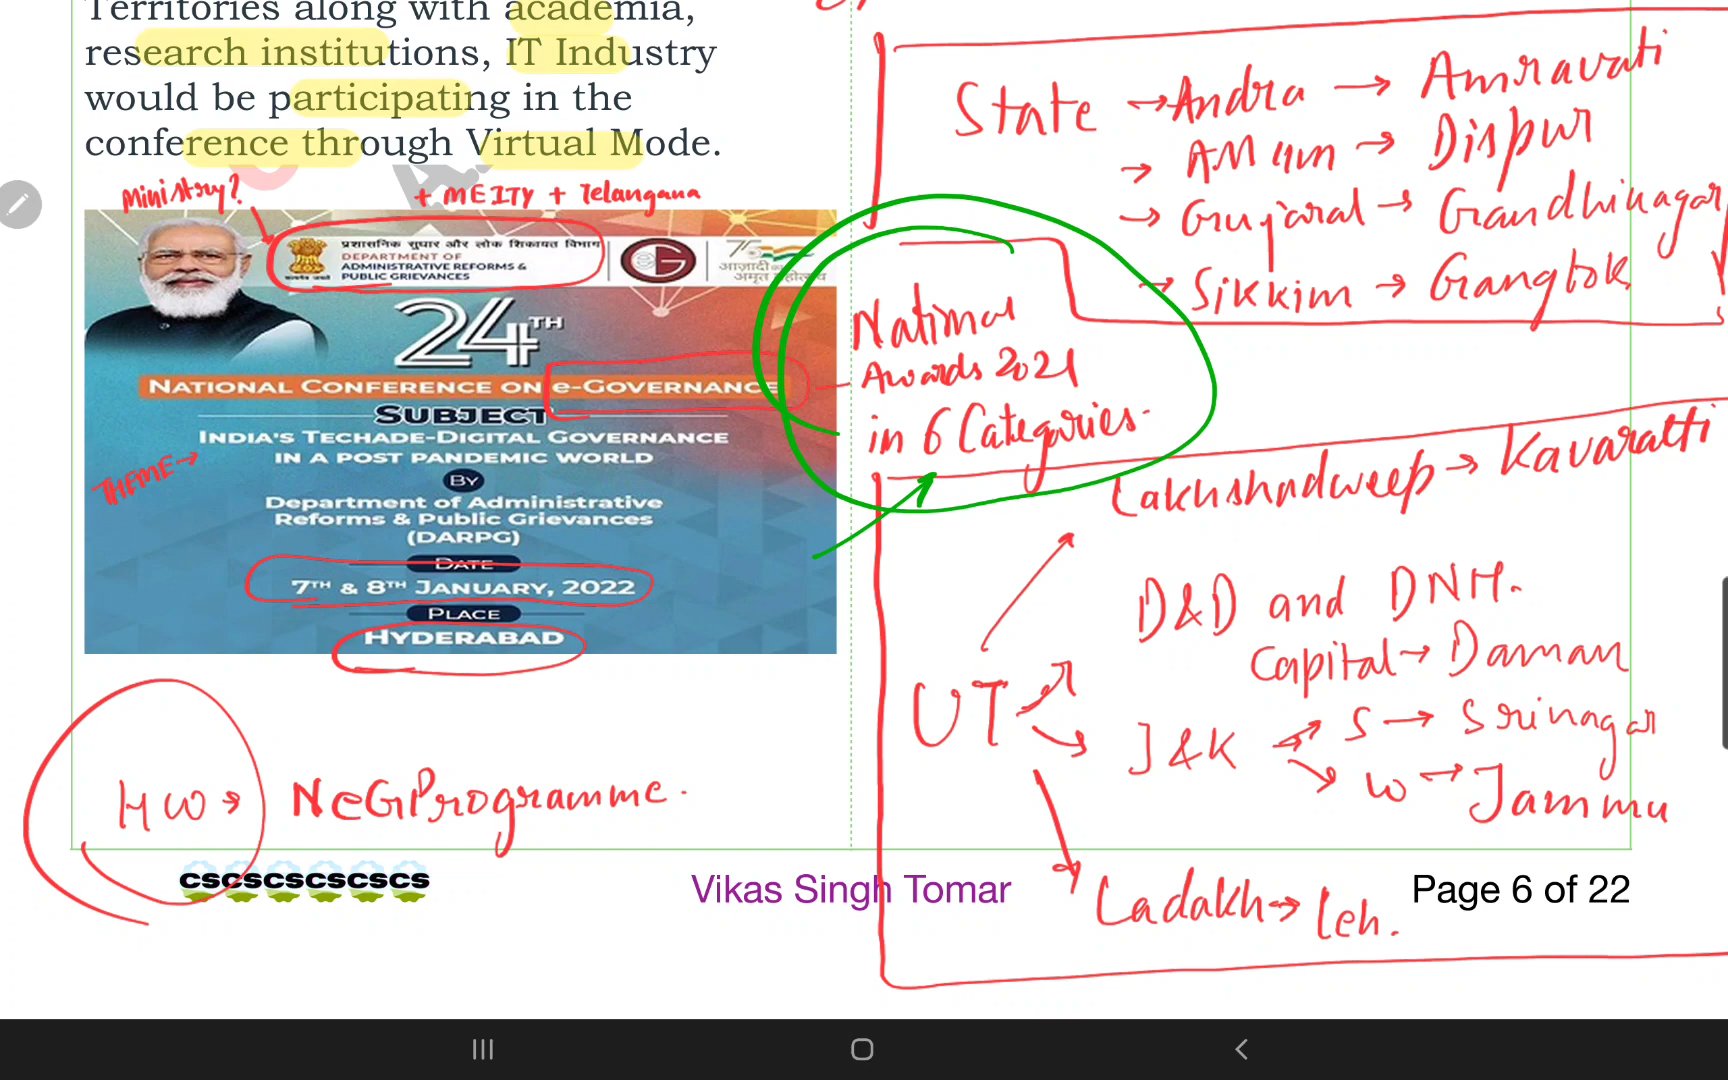 Territories along with academia,
research institutions, IT Industry
would be participating in the
conference through Virtual Mode.
Ministry?
+ MEITY + Telangana
प्रशासनिक सुधार और लोक शिकायत विभाग
DEPARTMENT OF
ADMINISTRATIVE REFORMS &
PUBLIC GRIEVANCES
आज़ादी का
अमृत महोत्सव
24TH
NATIONAL CONFERENCE ON e-GOVERNANCE
SUBJECT
THEME →
INDIA'S TECHADE-DIGITAL GOVERNANCE
IN A POST PANDEMIC WORLD
BY
Department of Administrative
Reforms & Public Grievances
(DARPG)
DATE
7TH & 8TH JANUARY, 2022
PLACE
HYDERABAD
HW → NeGProgramme.
State → Andra → Amravati
→ → Dispur
→ Gujarat → Gandhinagar
→ Sikkim → Gangtok
National
Awards 2021
in 6 Categories.
Lakhshadweep → Kavaratti
D&D and DNH.
Capital → Daman
UT
J&K → S → Srinagar
→ W → Jammu
Ladakh → Leh.
cscscscscscs
Vikas Singh Tomar
Page 6 of 22